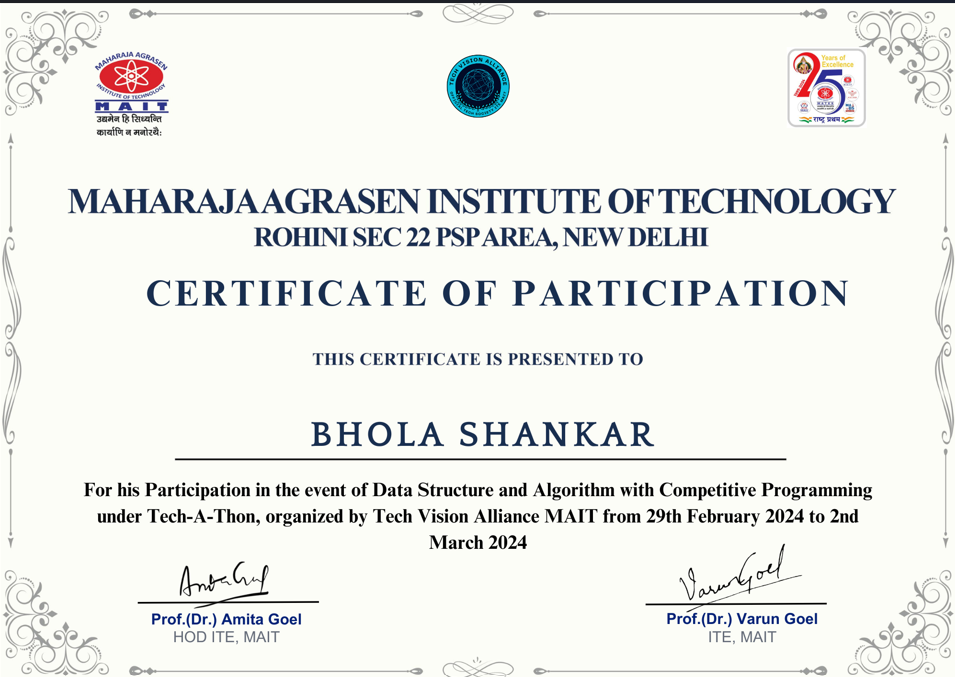 MAHARAJA AGRASEN
INSTITUTE OF TECHNOLOGY
MAIT
उद्यमेन हि सिध्यन्ति
कार्याणि न मनोरथैः
TECH VISION ALLIANCE
Years of
Excellence
25
राष्ट्र प्रथम
MAHARAJA AGRASEN INSTITUTE OF TECHNOLOGY
ROHINI SEC 22 PSP AREA, NEW DELHI
CERTIFICATE OF PARTICIPATION
THIS CERTIFICATE IS PRESENTED TO
BHOLA SHANKAR
For his Participation in the event of Data Structure and Algorithm with Competitive Programming
under Tech-A-Thon, organized by Tech Vision Alliance MAIT from 29th February 2024 to 2nd
March 2024
Amita Goel
Varun Goel
Prof.(Dr.) Amita Goel
Prof.(Dr.) Varun Goel
HOD ITE, MAIT
ITE, MAIT